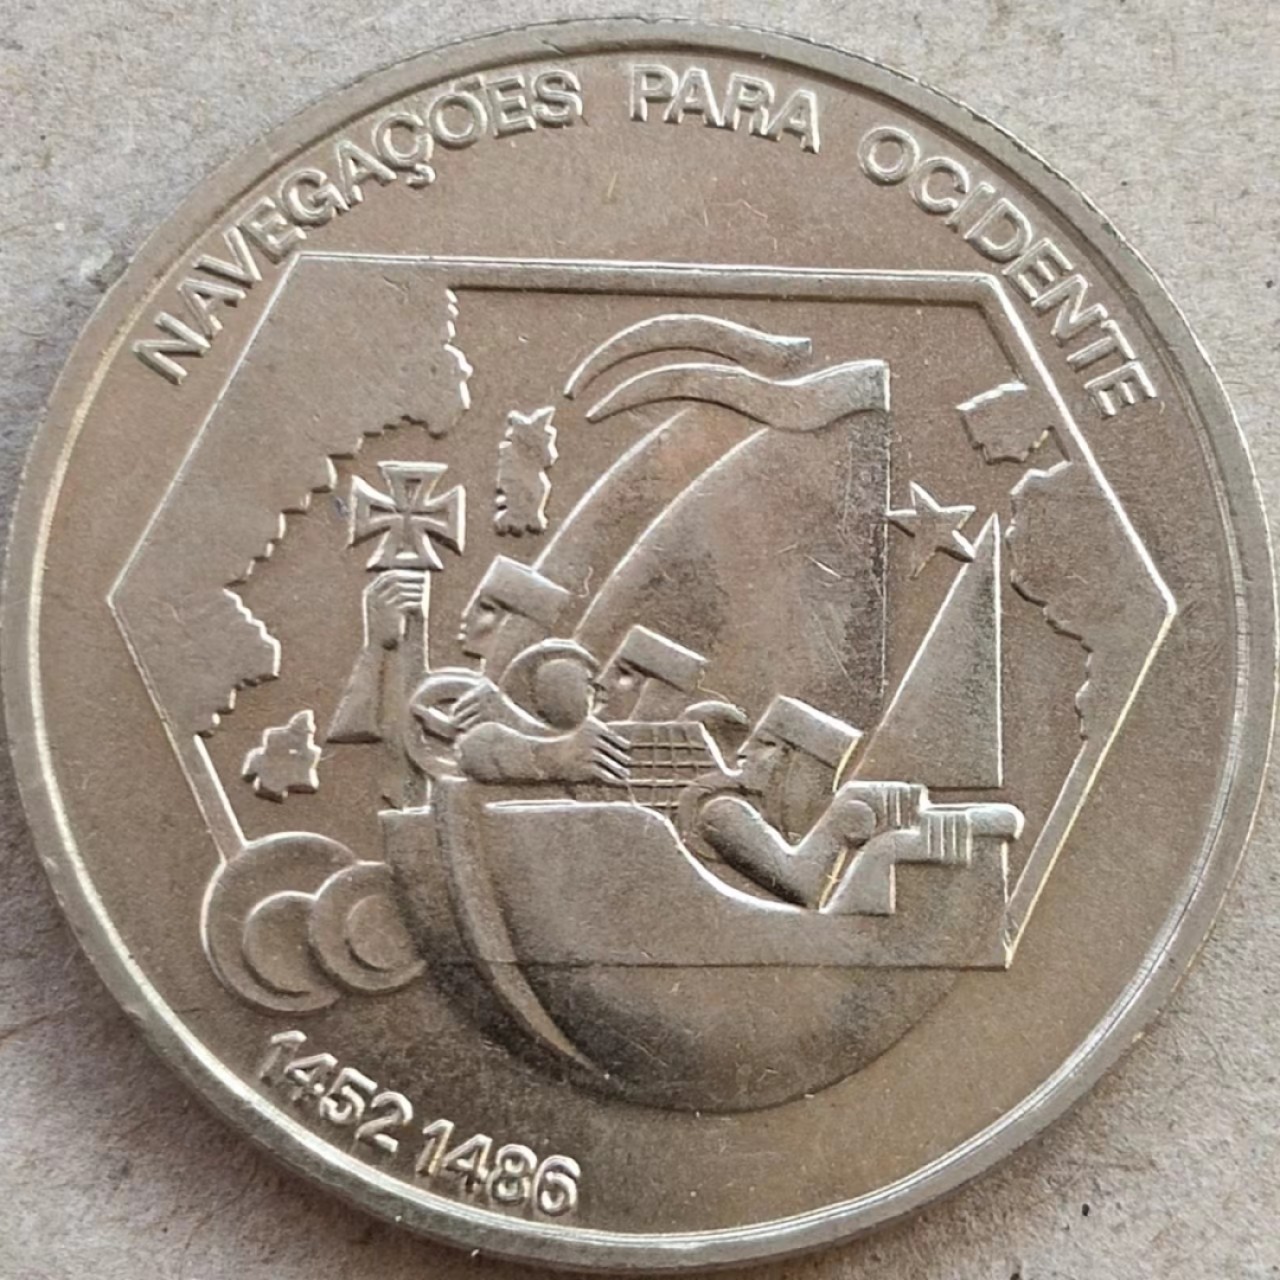 NAVEGAÇÕES PARA OCIDENTE
1452 1486